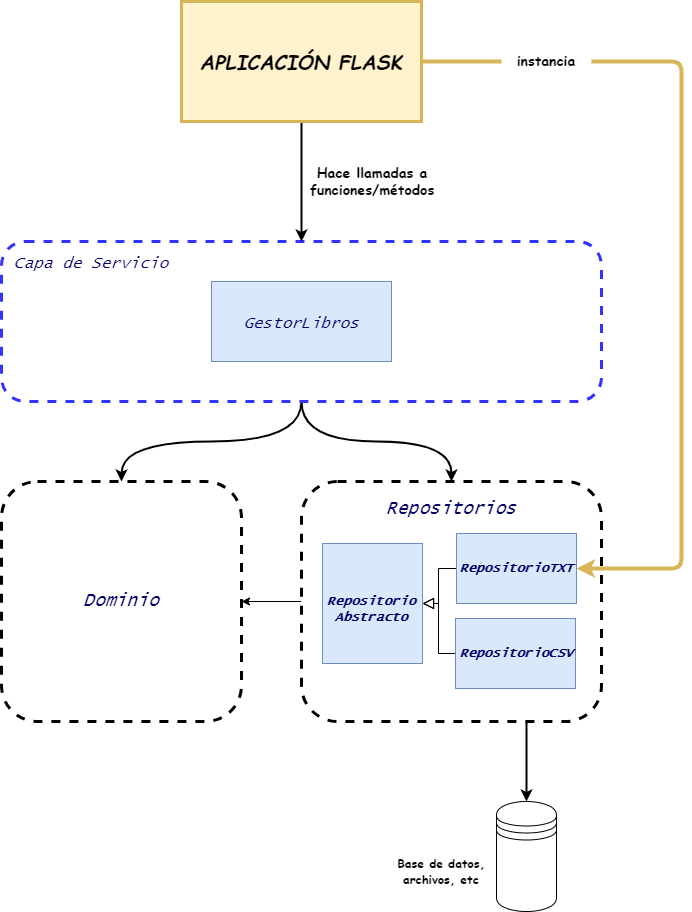 APLICACIÓN FLASK
instancia
Hace llamadas a
funciones/métodos
Capa de Servicio
GestorLibros
Repositorios
Dominio
Repositorio
Abstracto
RepositorioTXT
RepositorioCSV
Base de datos,
archivos, etc